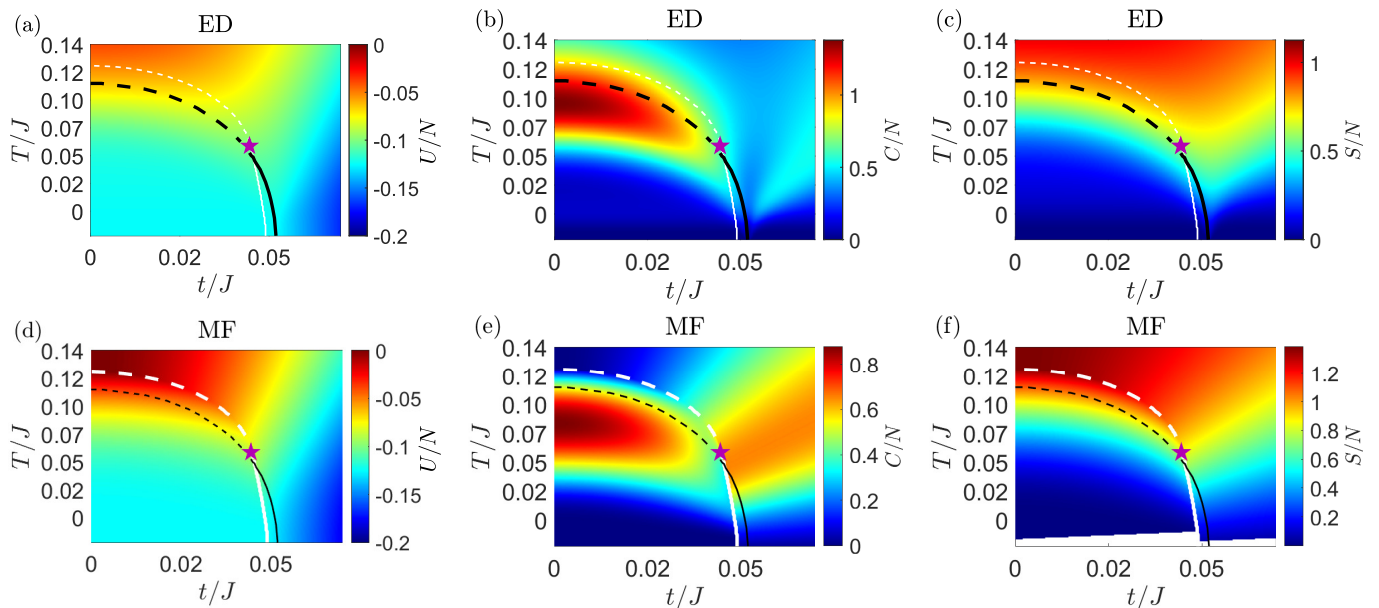 (a) ED
0.14
0.12
0.10
0.07
0.05
0.02
0
T/J
0 0.02 0.05
t/J
0
-0.05
-0.1
-0.15
-0.2
U/N
(b) ED
0.14
0.12
0.10
0.07
0.05
0.02
0
T/J
0 0.02 0.05
t/J
1
0.5
0
C/N
(c) ED
0.14
0.12
0.10
0.07
0.05
0.02
0
T/J
0 0.02 0.05
t/J
1
0.5
0
S/N
(d) MF
0.14
0.12
0.10
0.07
0.05
0.02
0
T/J
0 0.02 0.05
t/J
0
-0.05
-0.1
-0.15
-0.2
U/N
(e) MF
0.14
0.12
0.10
0.07
0.05
0.02
0
T/J
0 0.02 0.05
t/J
0.8
0.6
0.4
0.2
0
C/N
(f) MF
0.14
0.12
0.10
0.07
0.05
0.02
0
T/J
0 0.02 0.05
t/J
1.2
1
0.8
0.6
0.4
0.2
S/N